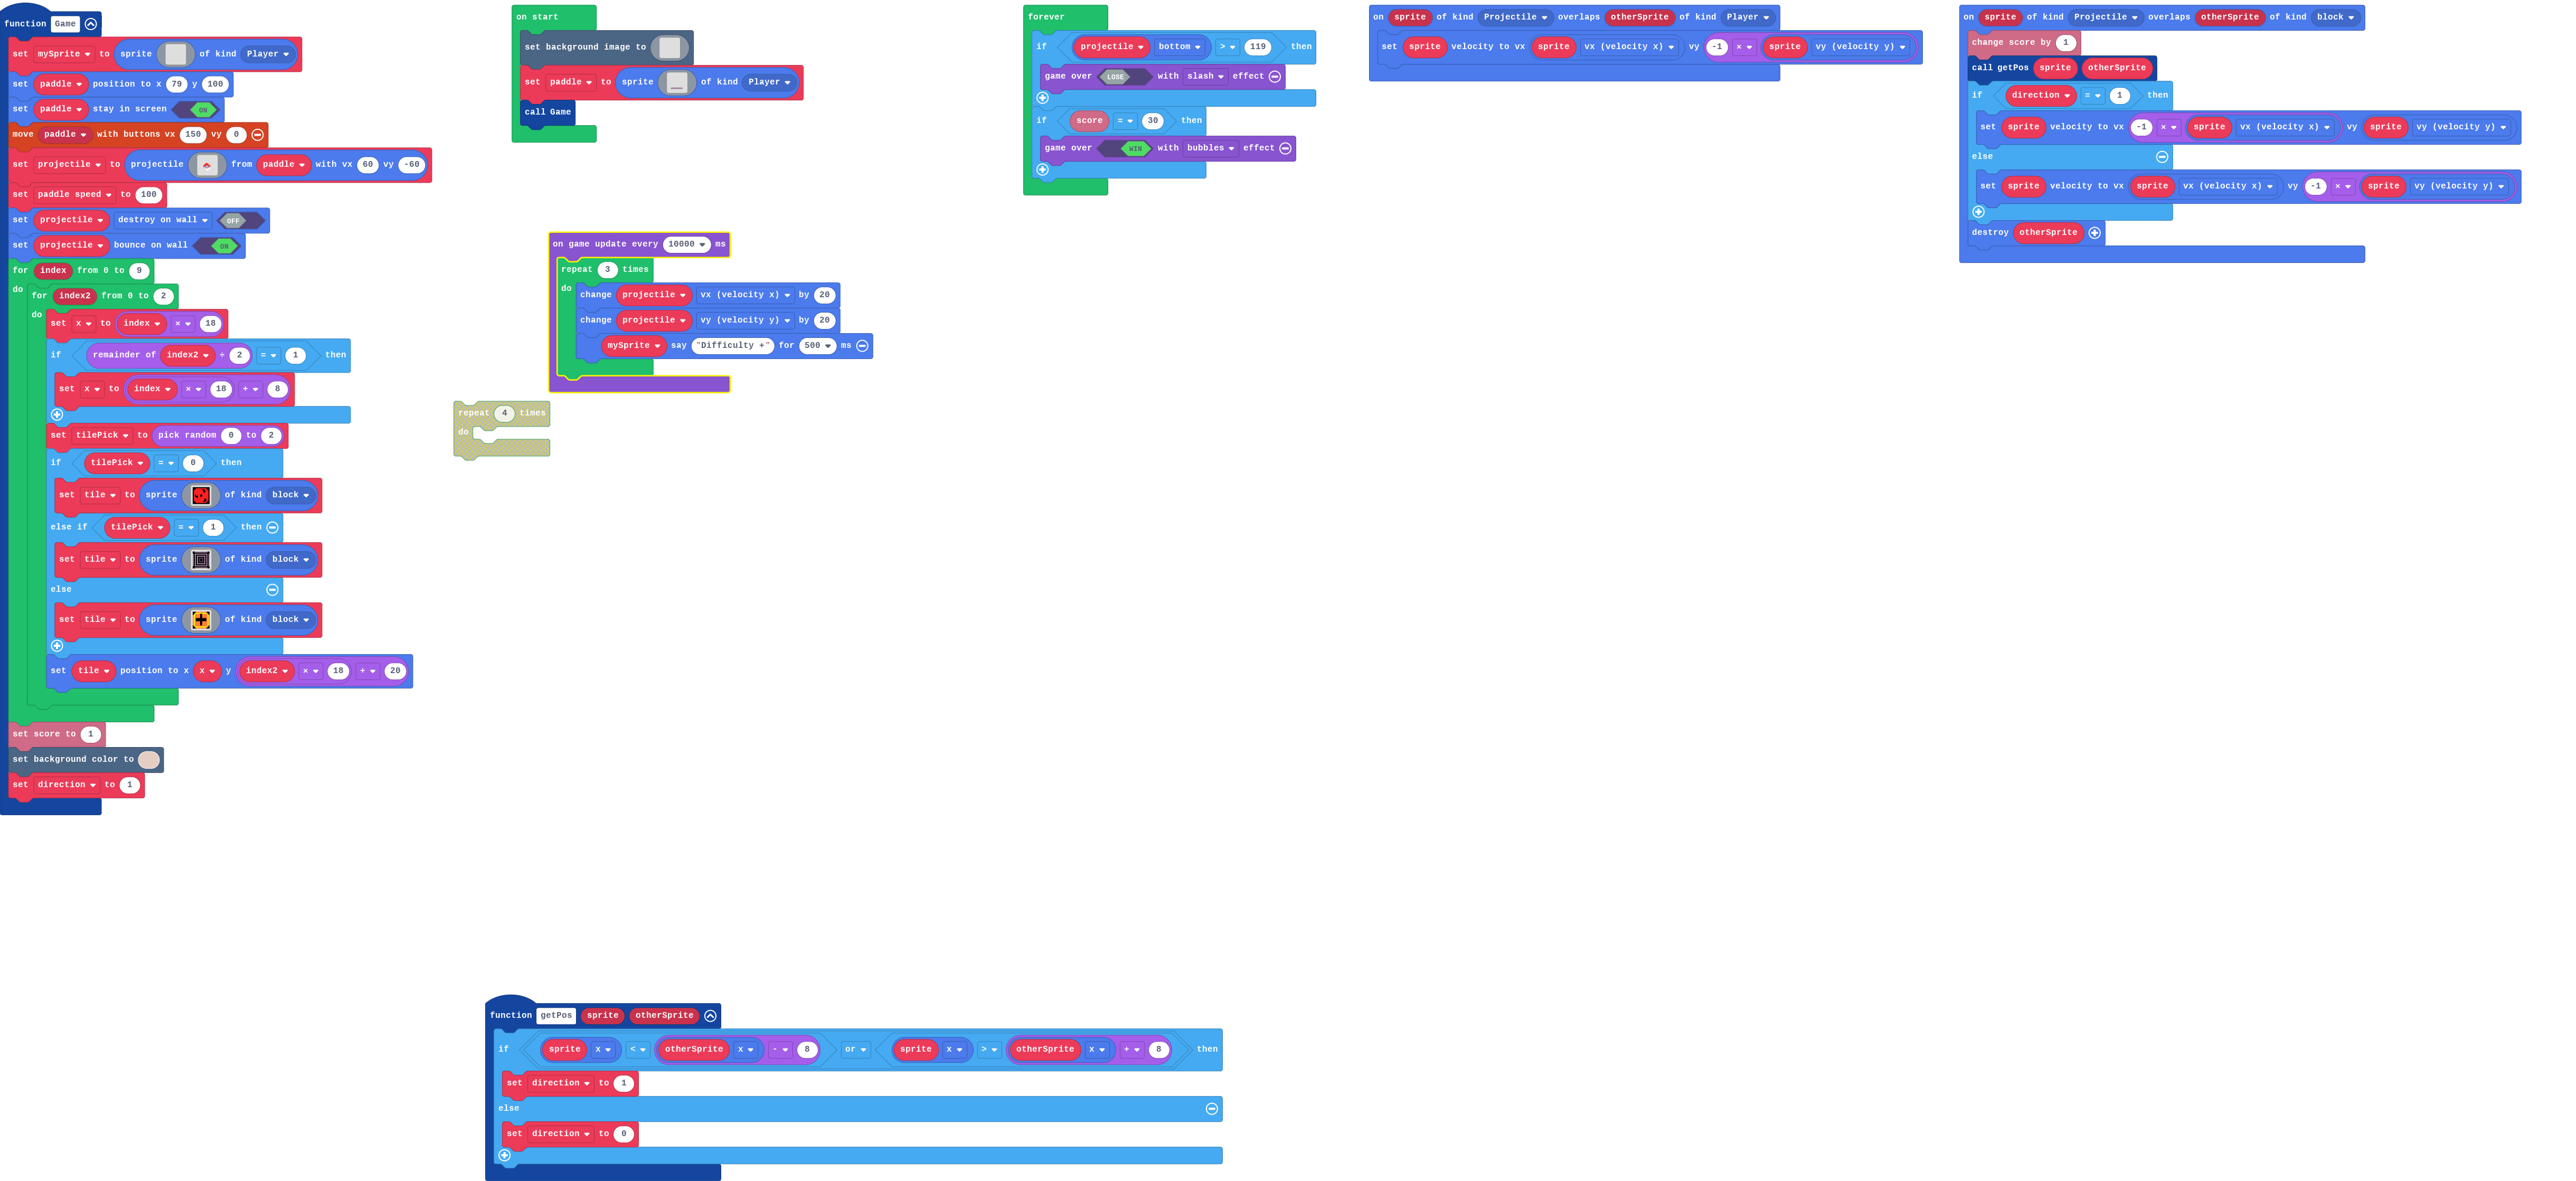 function Game
set mySprite to sprite of kind Player
set paddle position to x 79 y 100
set paddle stay in screen ON
move paddle with buttons vx 150 vy 0
set projectile to projectile from paddle with vx 60 vy -60
set paddle speed to 100
set projectile destroy on wall OFF
set projectile bounce on wall ON
for index from 0 to 9
do
for index2 from 0 to 2
do
set x to index × 18
if remainder of index2 ÷ 2 = 1 then
set x to index × 18 + 8
set tilePick to pick random 0 to 2
if tilePick = 0 then
set tile to sprite of kind block
else if tilePick = 1 then
set tile to sprite of kind block
else
set tile to sprite of kind block
set tile position to x x y index2 × 18 + 20
set score to 1
set background color to
set direction to 1
on start
set background image to
set paddle to sprite of kind Player
call Game
on game update every 10000 ms
repeat 3 times
do
change projectile vx (velocity x) by 20
change projectile vy (velocity y) by 20
mySprite say "Difficulty +" for 500 ms
repeat 4 times
do
forever
if projectile bottom > 119 then
game over LOSE with slash effect
if score = 30 then
game over WIN with bubbles effect
on sprite of kind Projectile overlaps otherSprite of kind Player
set sprite velocity to vx sprite vx (velocity x) vy -1 × sprite vy (velocity y)
on sprite of kind Projectile overlaps otherSprite of kind block
change score by 1
call getPos sprite otherSprite
if direction = 1 then
set sprite velocity to vx -1 × sprite vx (velocity x) vy sprite vy (velocity y)
else
set sprite velocity to vx sprite vx (velocity x) vy -1 × sprite vy (velocity y)
destroy otherSprite
function getPos sprite otherSprite
if sprite x < otherSprite x - 8 or sprite x > otherSprite x + 8 then
set direction to 1
else
set direction to 0